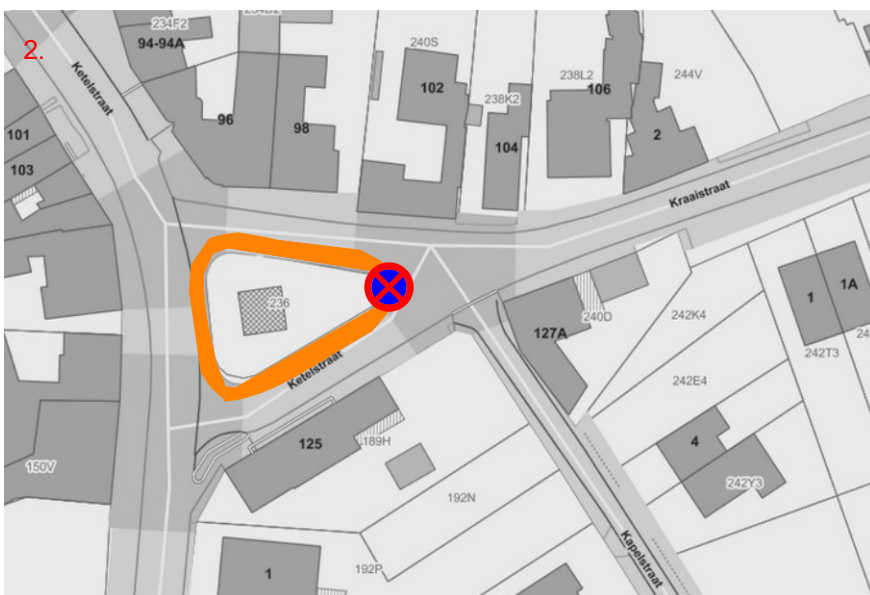 2.
234F2
234D2
94-94A
Ketelstraat
240S
102
238K2
238L2
106
244V
96
98
104
2
101
103
Kraaistraat
236
1A
1
127A
240D
242K4
242T3
Ketelstraat
242E4
125
189H
4
150V
192N
242Y3
Kapelstraat
1
192P